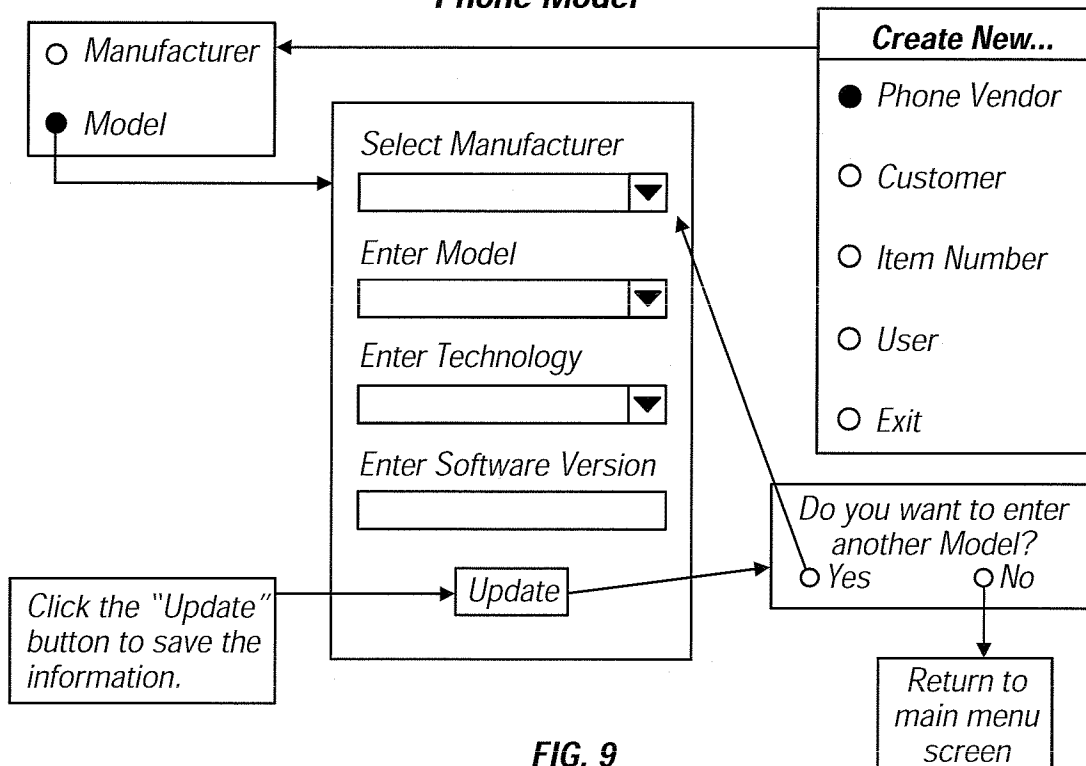 Phone Model
Manufacturer
Model
Create New...
Phone Vendor
Customer
Item Number
User
Exit
Select Manufacturer
Enter Model
Enter Technology
Enter Software Version
Update
Click the "Update"
button to save the
information.
Do you want to enter
another Model?
Yes No
Return to
main menu
screen
FIG. 9